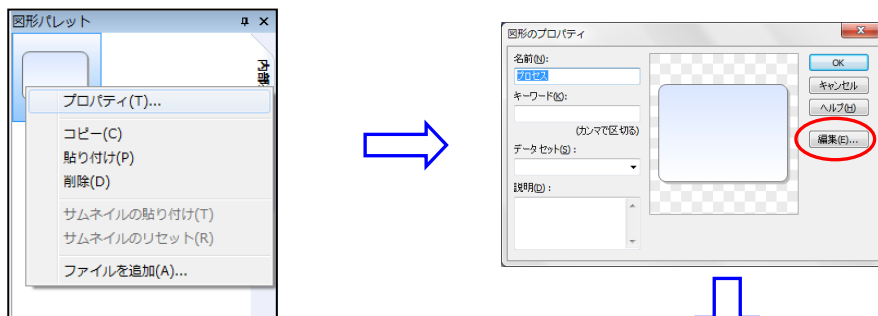 図形パレット
内部
プロパティ(T)...
コピー(C)
貼り付け(P)
削除(D)
サムネイルの貼り付け(T)
サムネイルのリセット(R)
ファイルを追加(A)...
図形のプロパティ
名前(N):
プロセス
キーワード(K):
(カンマで区切る)
データ セット(S):
説明(D):
OK
キャンセル
ヘルプ(H)
編集(E)...